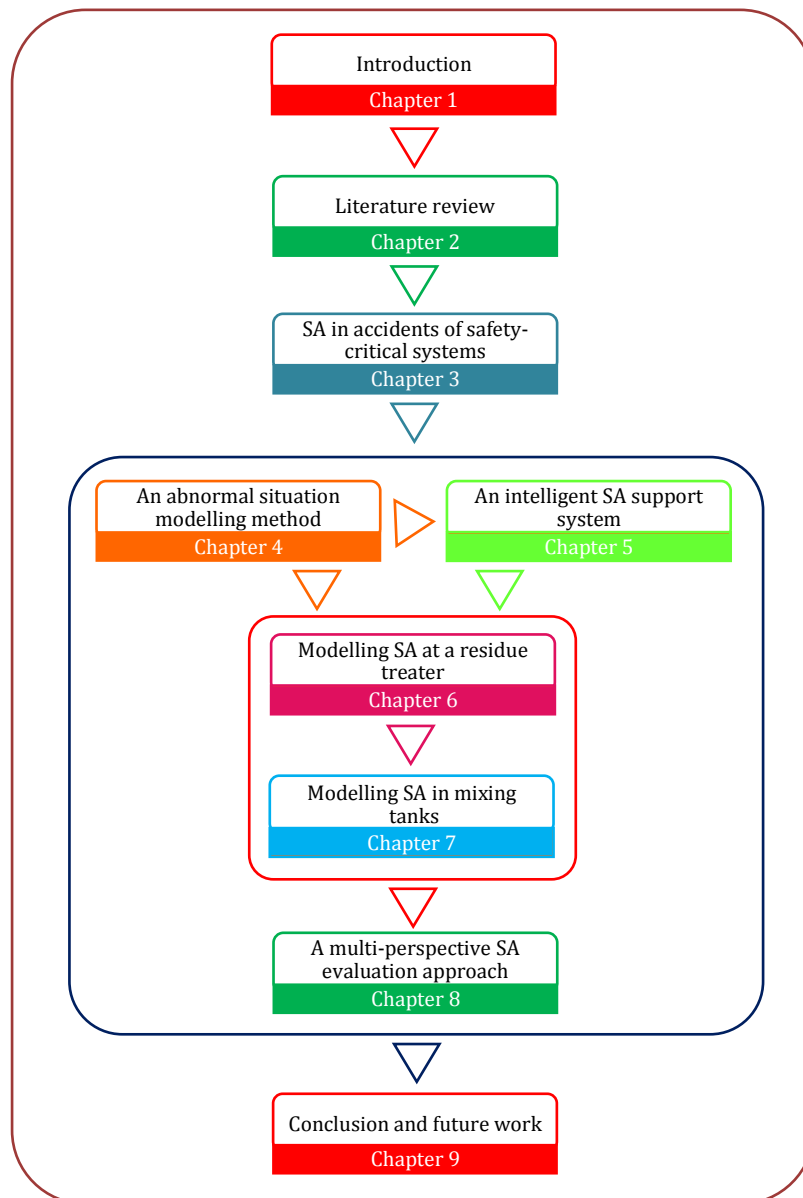 Introduction
Chapter 1
Literature review
Chapter 2
SA in accidents of safety-
critical systems
Chapter 3
An abnormal situation
modelling method
Chapter 4
An intelligent SA support
system
Chapter 5
Modelling SA at a residue
treater
Chapter 6
Modelling SA in mixing
tanks
Chapter 7
A multi-perspective SA
evaluation approach
Chapter 8
Conclusion and future work
Chapter 9